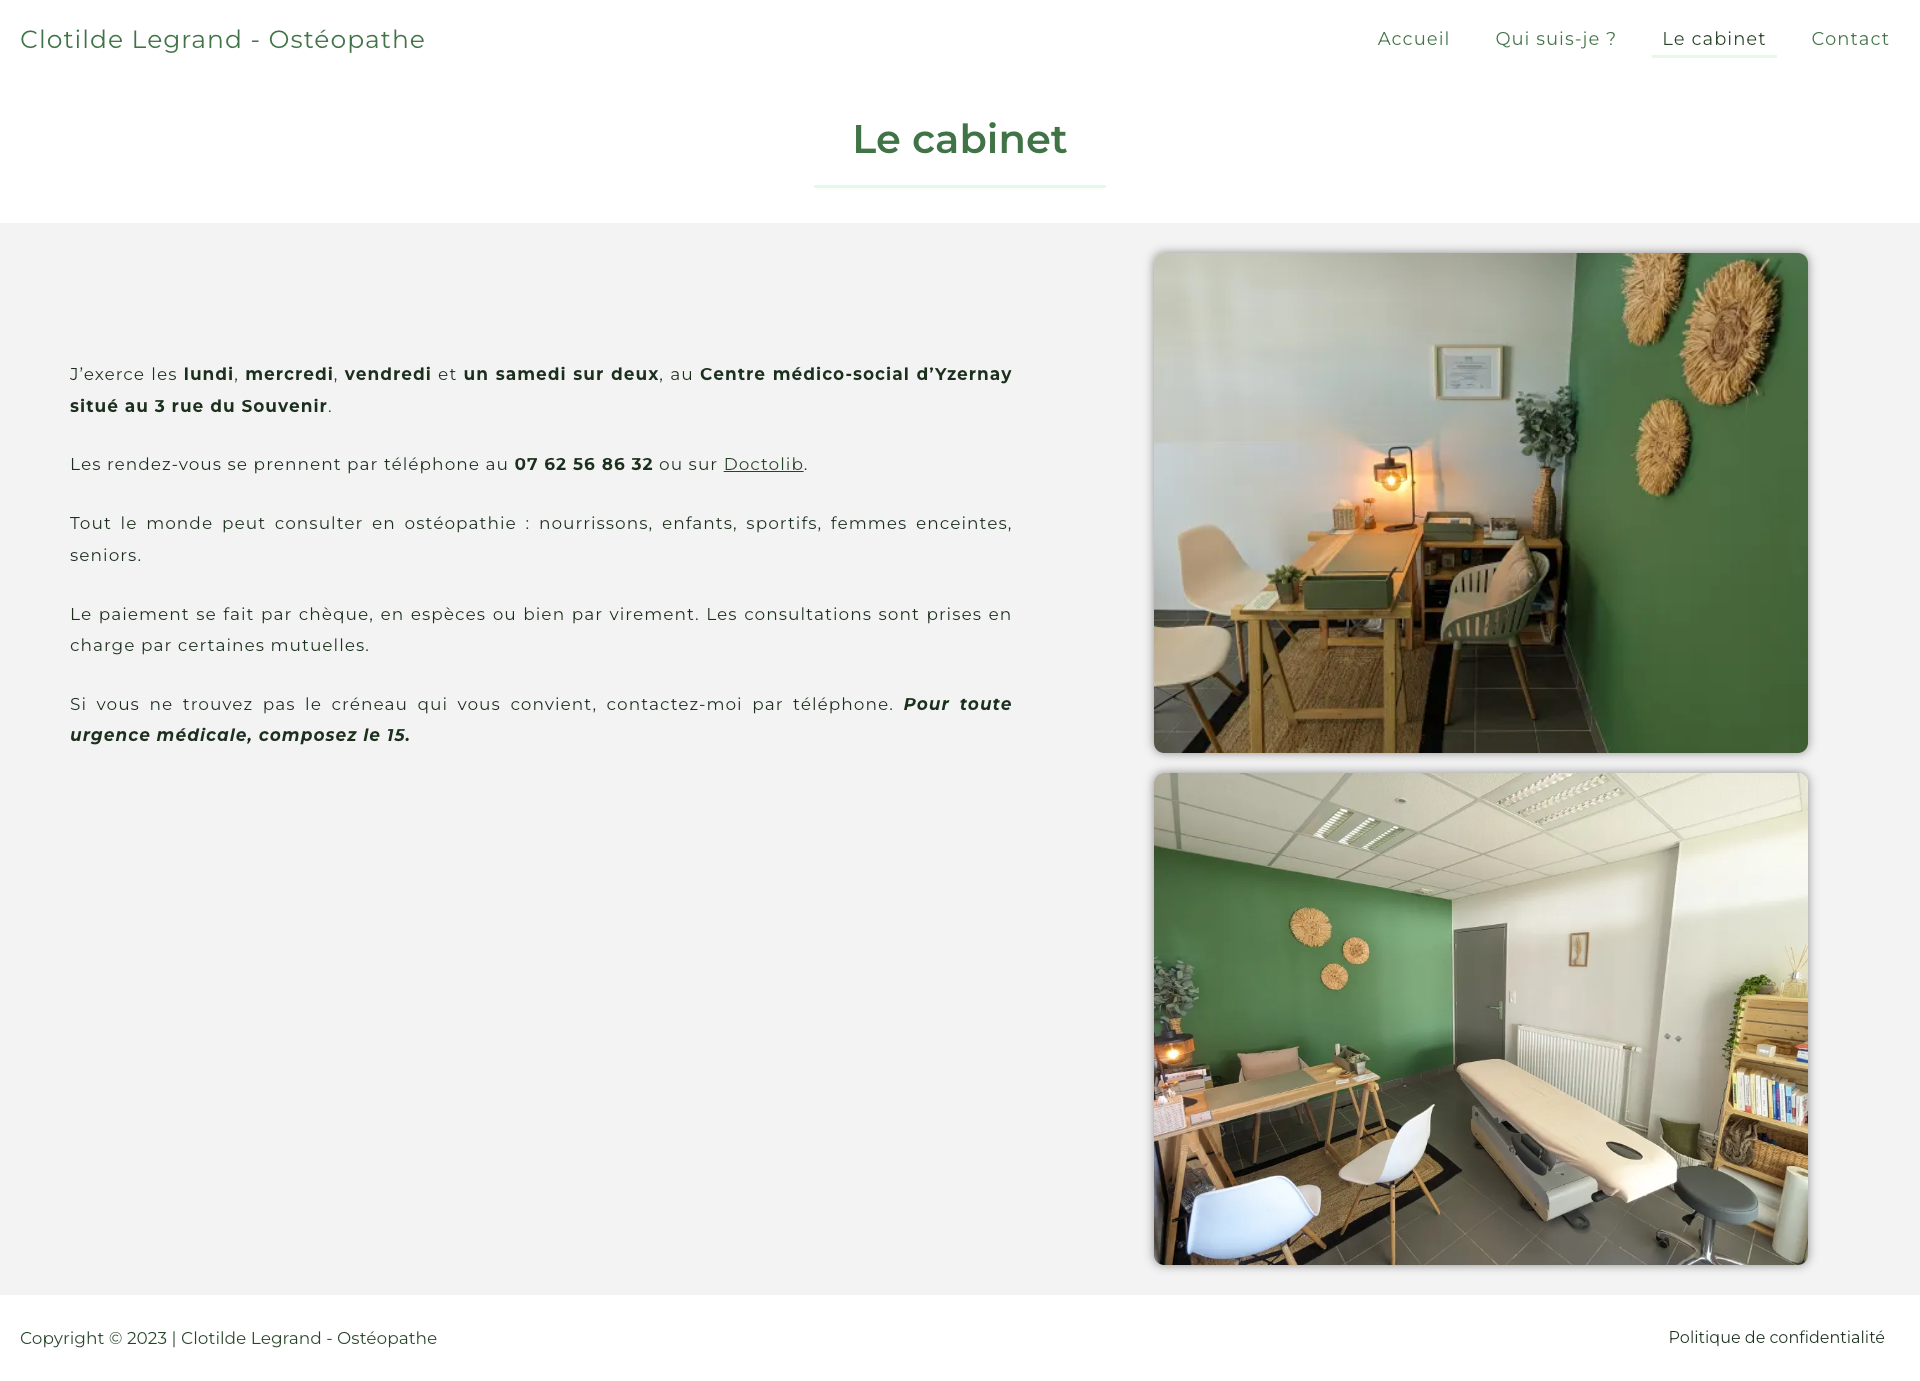 Clotilde Legrand - Ostéopathe
Accueil
Qui suis-je ?
Le cabinet
Contact
Le cabinet
J’exerce les lundi, mercredi, vendredi et un samedi sur deux, au Centre médico-social d’Yzernay
situé au 3 rue du Souvenir.
Les rendez-vous se prennent par téléphone au 07 62 56 86 32 ou sur Doctolib.
Tout le monde peut consulter en ostéopathie : nourrissons, enfants, sportifs, femmes enceintes,
seniors.
Le paiement se fait par chèque, en espèces ou bien par virement. Les consultations sont prises en
charge par certaines mutuelles.
Si vous ne trouvez pas le créneau qui vous convient, contactez-moi par téléphone. Pour toute
urgence médicale, composez le 15.
Copyright © 2023 | Clotilde Legrand - Ostéopathe
Politique de confidentialité